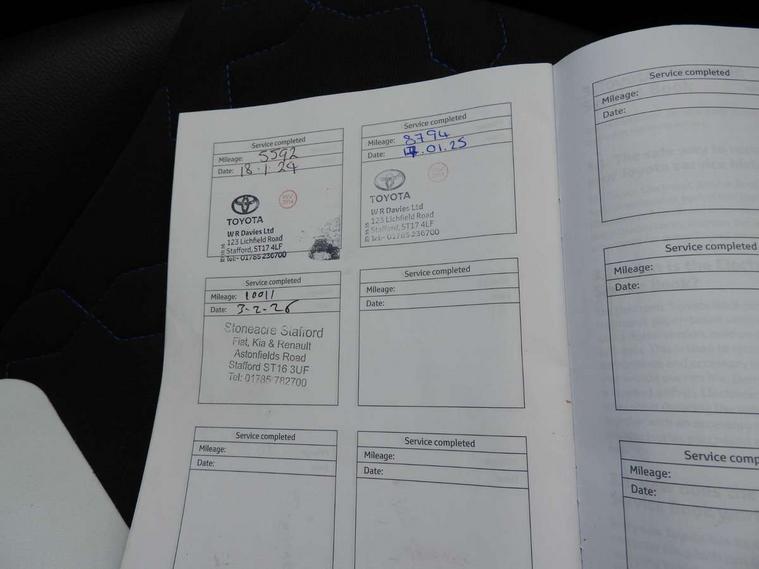 Service completed
Mileage: 5592
Date: 18.1.24
TOYOTA
W R Davies Ltd
123 Lichfield Road
Stafford, ST17 4LF
Tel:- 01785 236700
Service completed
Mileage: 8794
Date: .01.25
TOYOTA
W R Davies Ltd
123 Lichfield Road
Stafford, ST17 4LF
Tel:- 01785 236700
Service completed
Mileage: 10011
Date: 3-2-26
Stoneacre Stafford
Fiat, Kia & Renault
Astonfields Road
Stafford ST16 3UF
Tel: 01785 782700
Service completed
Mileage:
Date:
Service completed
Mileage:
Date:
Service completed
Mileage:
Date:
Service completed
Mileage:
Date:
Service completed
Mileage:
Date:
Service comp
Mileage:
Date: